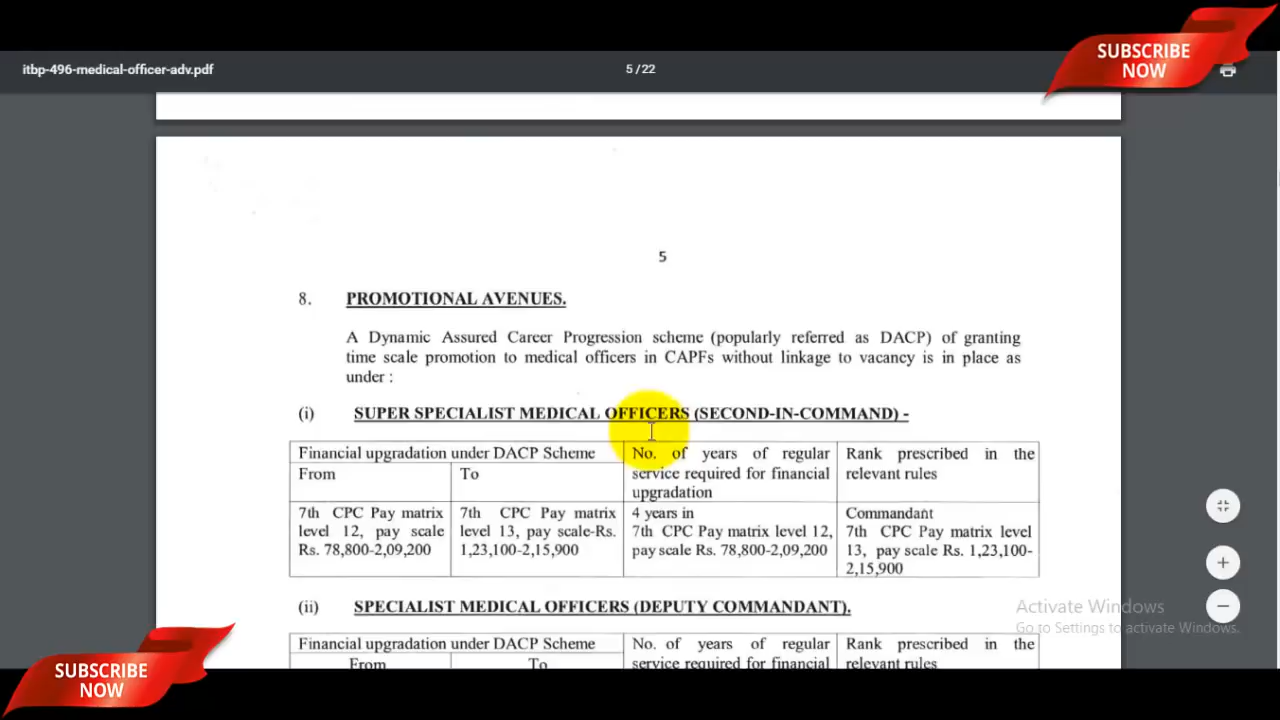 SUBSCRIBE
NOW
itbp-496-medical-officer-adv.pdf
5 / 22
5
8. PROMOTIONAL AVENUES.
A Dynamic Assured Career Progression scheme (popularly referred as DACP) of granting
time scale promotion to medical officers in CAPFs without linkage to vacancy is in place as
under :
(i) SUPER SPECIALIST MEDICAL OFFICERS (SECOND-IN-COMMAND) -
Financial upgradation under DACP Scheme
From
To
No. of years of regular
service required for financial
upgradation
Rank prescribed in the
relevant rules
7th CPC Pay matrix
level 12, pay scale
Rs. 78,800-2,09,200
7th CPC Pay matrix
level 13, pay scale-Rs.
1,23,100-2,15,900
4 years in
7th CPC Pay matrix level 12,
pay scale Rs. 78,800-2,09,200
Commandant
7th CPC Pay matrix level
13, pay scale Rs. 1,23,100-
2,15,900
(ii) SPECIALIST MEDICAL OFFICERS (DEPUTY COMMANDANT).
Financial upgradation under DACP Scheme
From
To
No. of years of regular
service required for financial
Rank prescribed in the
relevant rules
Activate Windows
Go to Settings to activate Windows.
SUBSCRIBE
NOW